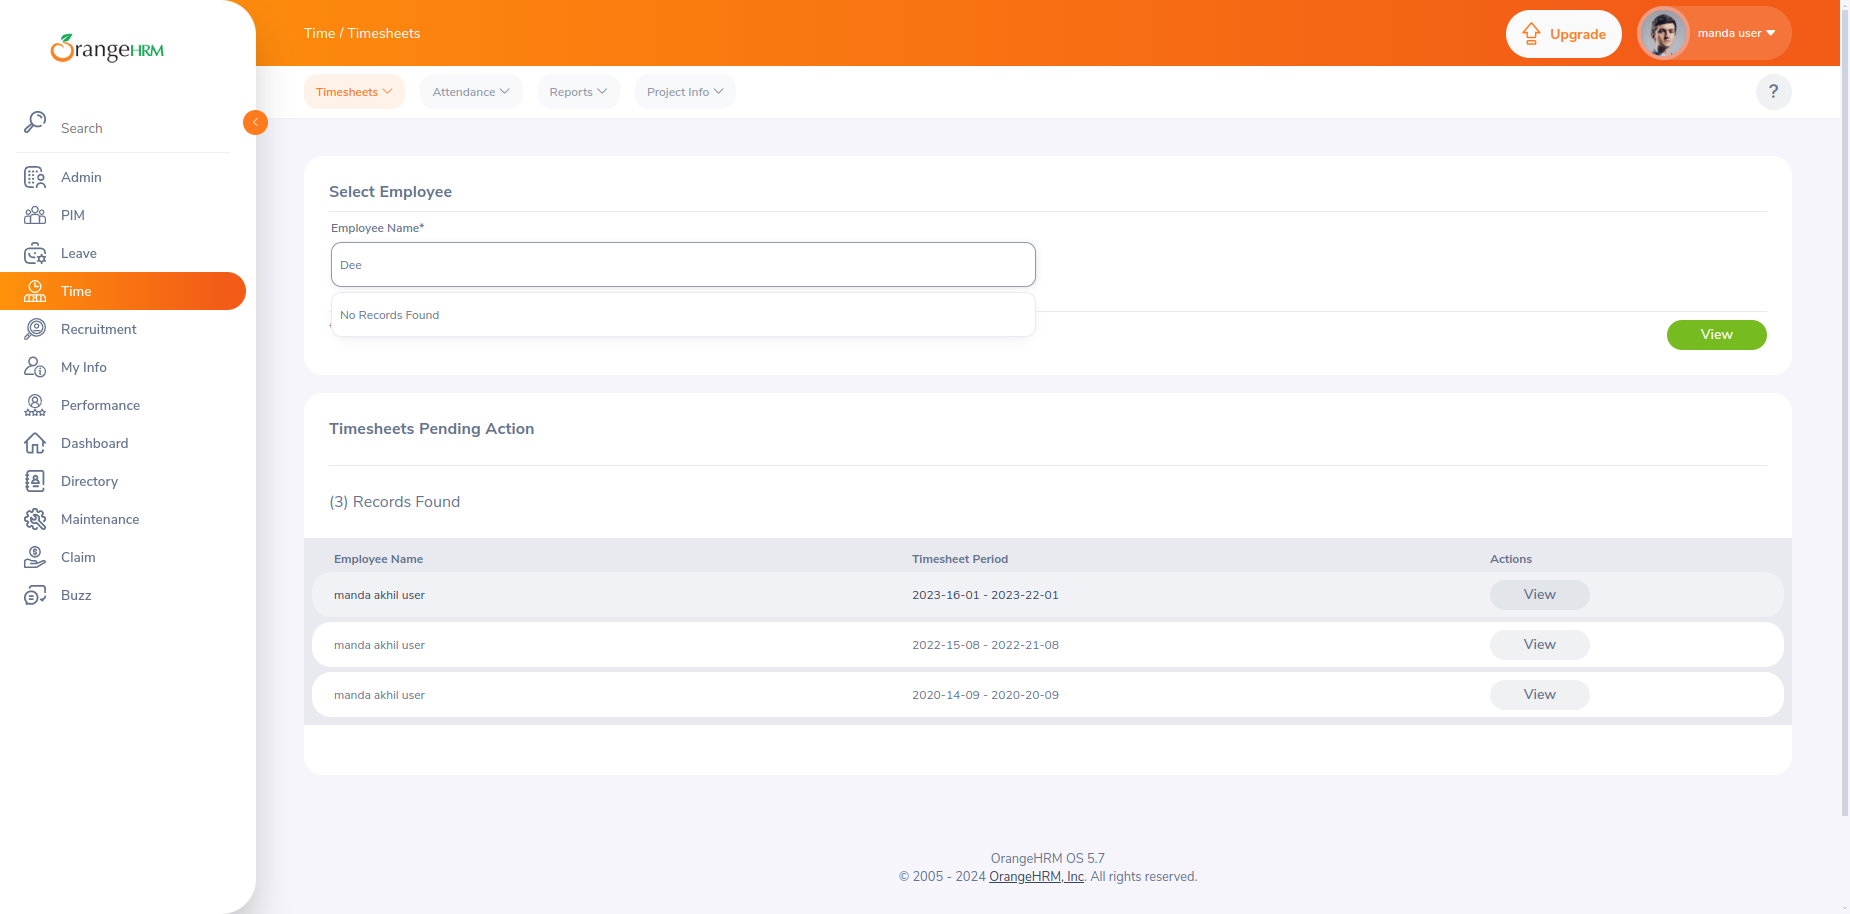 OrangeHRM
Time / Timesheets
Upgrade
manda user
Timesheets
Attendance
Reports
Project Info
?
Search
Admin
PIM
Leave
Time
Recruitment
My Info
Performance
Dashboard
Directory
Maintenance
Claim
Buzz
Select Employee
Employee Name*
Dee
No Records Found
View
Timesheets Pending Action
(3) Records Found
Employee Name Timesheet Period Actions
manda akhil user 2023-16-01 - 2023-22-01 View
manda akhil user 2022-15-08 - 2022-21-08 View
manda akhil user 2020-14-09 - 2020-20-09 View
OrangeHRM OS 5.7
© 2005 - 2024 OrangeHRM, Inc. All rights reserved.